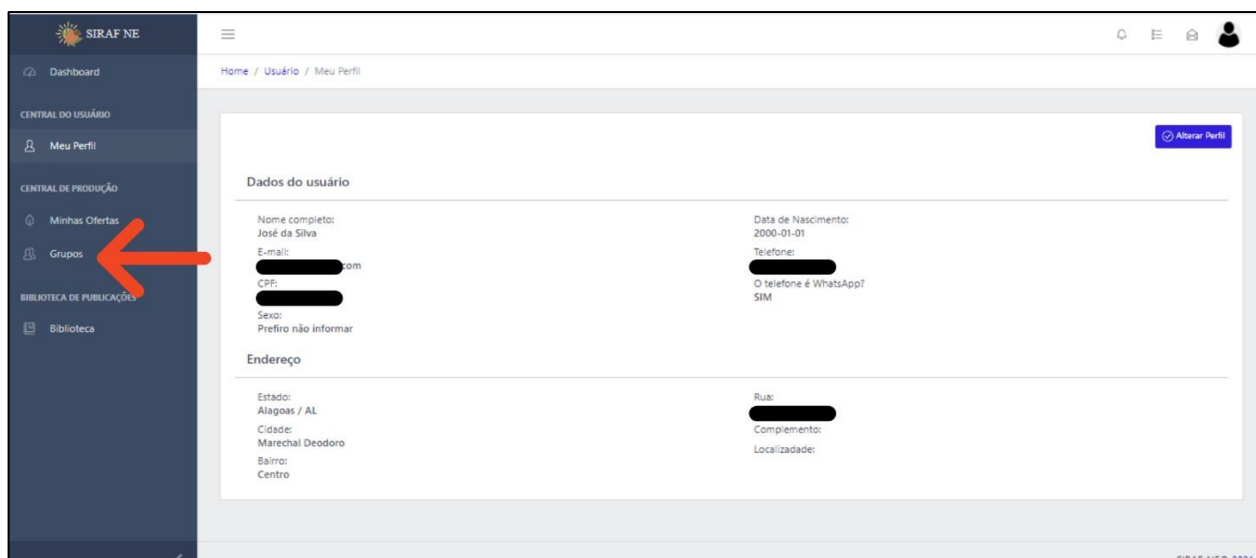 SIRAF NE
Dashboard
Home / Usuário / Meu Perfil
CENTRAL DO USUÁRIO
Meu Perfil
Alterar Perfil
CENTRAL DE PRODUÇÃO
Minhas Ofertas
Grupos
BIBLIOTECA DE PUBLICAÇÕES
Biblioteca
Dados do usuário
Nome completo:
José da Silva
E-mail:
com
CPF:
Sexo:
Prefiro não informar
Data de Nascimento:
2000-01-01
Telefone:
O telefone é WhatsApp?
SIM
Endereço
Estado:
Alagoas / AL
Cidade:
Marechal Deodoro
Bairro:
Centro
Rua:
Complemento:
Localizadade: